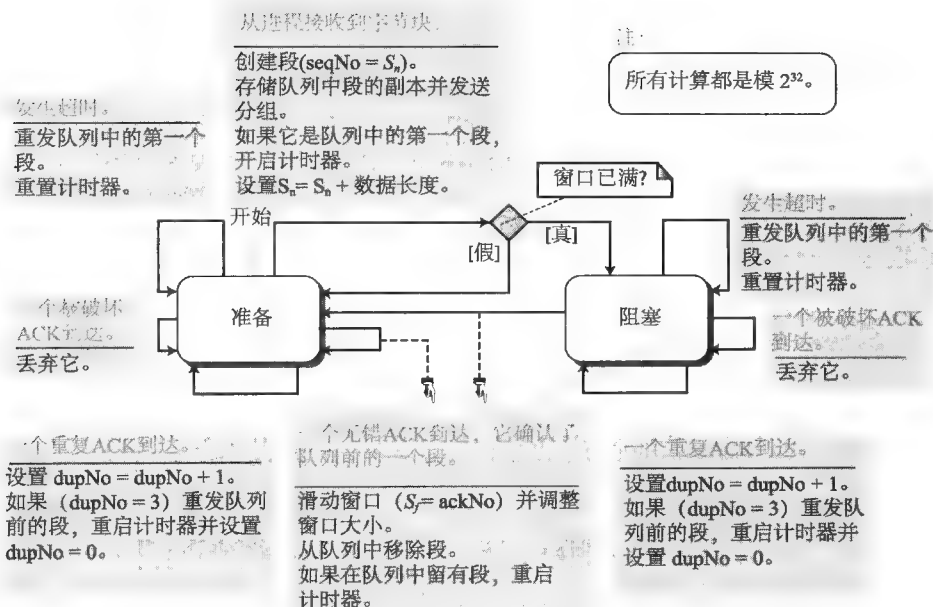 从进程接收到字节块。
创建段(seqNo = Sₙ)。
存储队列中段的副本并发送
分组。
如果它是队列中的第一个段,
开启计时器。
设置Sₙ= Sₙ + 数据长度。
注:
所有计算都是模 2³²。
发生超时。
重发队列中的第一个
段。
重置计时器。
窗口已满?
开始
[假]
[真]
发生超时。
重发队列中的第一个
段。
重置计时器。
准备
阻塞
一个被破坏
ACK到达。
丢弃它。
一个被破坏ACK
到达。
丢弃它。
一个重复ACK到达。
设置 dupNo = dupNo + 1。
如果(dupNo = 3)重发队列
前的段,重启计时器并设置
dupNo = 0。
一个无错ACK到达,它确认了
队列前的一个段。
滑动窗口(S_f= ackNo)并调整
窗口大小。
从队列中移除段。
如果在队列中留有段,重启
计时器。
一个重复ACK到达。
设置dupNo = dupNo + 1。
如果(dupNo = 3)重发队
列前的段,重启计时器并
设置 dupNo = 0。